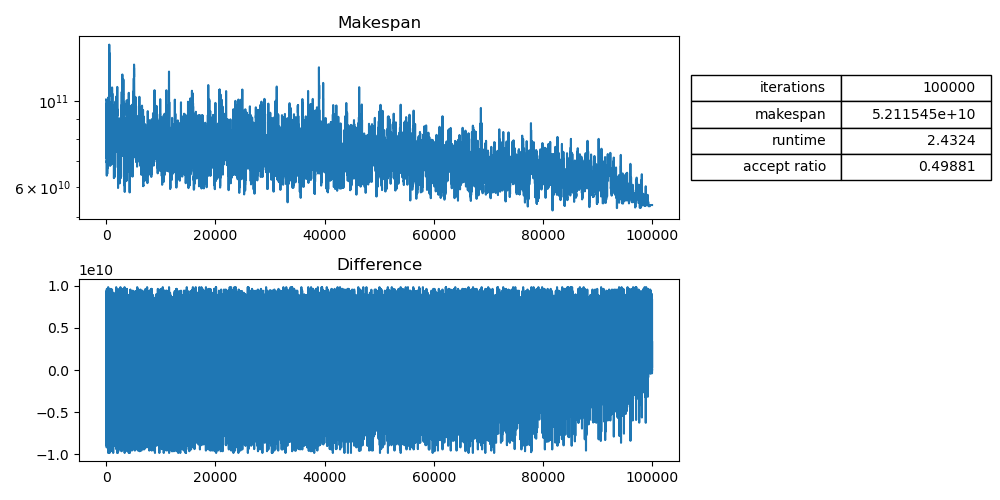 Makespan
10^11
6 × 10^10
0 20000 40000 60000 80000 100000
iterations 100000
makespan 5.211545e+10
runtime 2.4324
accept ratio 0.49881
Difference
1e10
1.0
0.5
0.0
−0.5
−1.0
0 20000 40000 60000 80000 100000